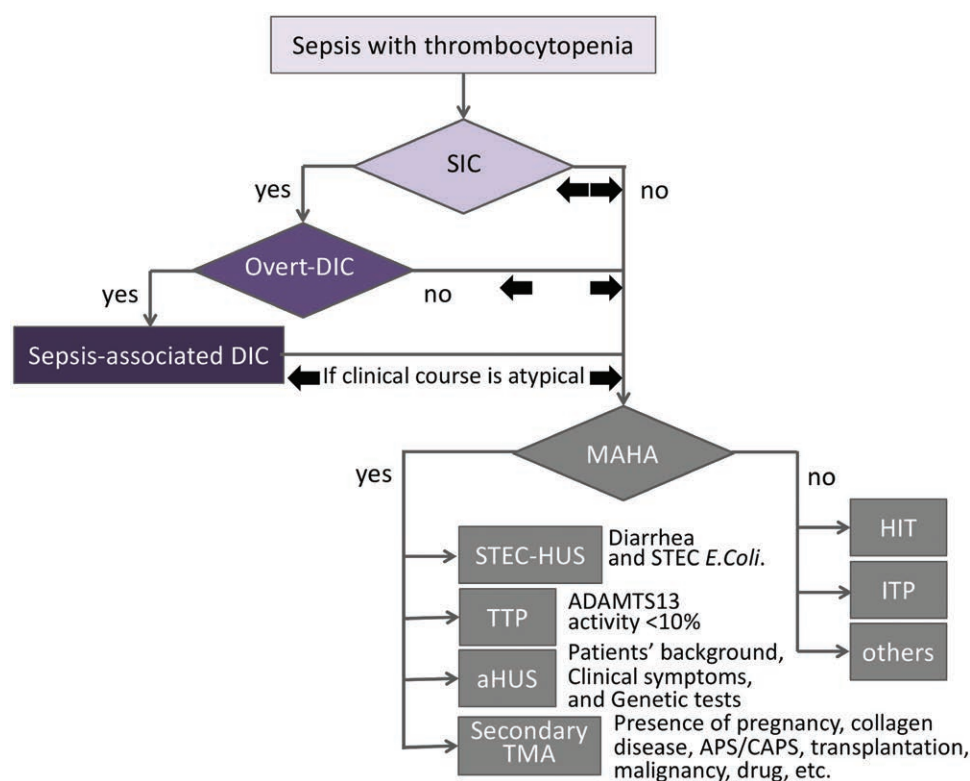 Sepsis with thrombocytopenia
SIC
yes
no
Overt-DIC
yes
no
Sepsis-associated DIC
If clinical course is atypical
MAHA
yes
no
STEC-HUS
Diarrhea
and STEC E.Coli.
TTP
ADAMTS13
activity <10%
aHUS
Patients’ background,
Clinical symptoms,
and Genetic tests
Secondary
TMA
Presence of pregnancy, collagen
disease, APS/CAPS, transplantation,
malignancy, drug, etc.
HIT
ITP
others